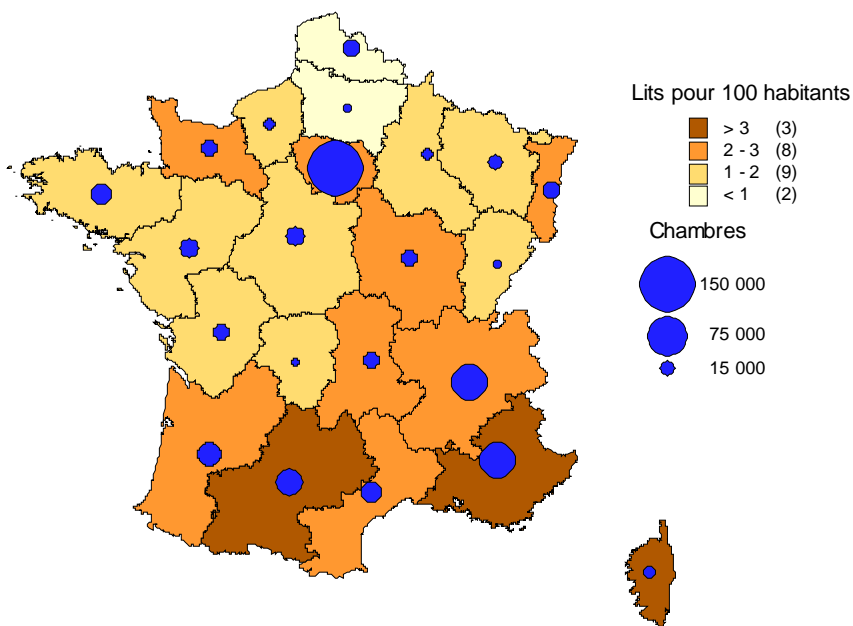 Lits pour 100 habitants
> 3 (3)
2 - 3 (8)
1 - 2 (9)
< 1 (2)
Chambres
150 000
75 000
15 000